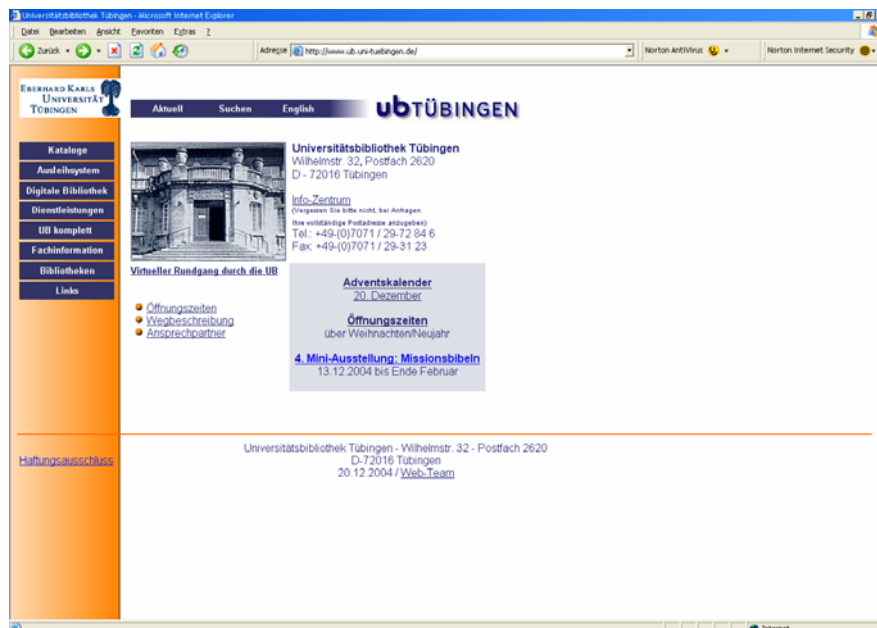 Universitätsbibliothek Tübingen - Microsoft Internet Explorer
Datei Bearbeiten Ansicht Favoriten Extras ?
Zurück Adresse http://www.ub.uni-tuebingen.de/ Norton AntiVirus Norton Internet Security
EBERHARD KARLS
UNIVERSITÄT
TÜBINGEN
Aktuell Suchen English ubTÜBINGEN
Kataloge
Ausleihsystem
Digitale Bibliothek
Dienstleistungen
UB komplett
Fachinformation
Bibliotheken
Links
Universitätsbibliothek Tübingen
Wilhelmstr. 32, Postfach 2620
D - 72016 Tübingen
Info-Zentrum
(Vergessen Sie bitte nicht, bei Anfragen
Ihre vollständige Postadresse anzugeben)
Tel.: +49-(0)7071 / 29-72 84 6
Fax: +49-(0)7071 / 29-31 23
Virtueller Rundgang durch die UB
Öffnungszeiten
Wegbeschreibung
Ansprechpartner
Adventskalender
20. Dezember
Öffnungszeiten
über Weihnachten/Neujahr
4. Mini-Ausstellung: Missionsbibeln
13.12.2004 bis Ende Februar
Haftungsausschluss
Universitätsbibliothek Tübingen - Wilhelmstr. 32 - Postfach 2620
D-72016 Tübingen
20.12.2004 / Web-Team
Internet